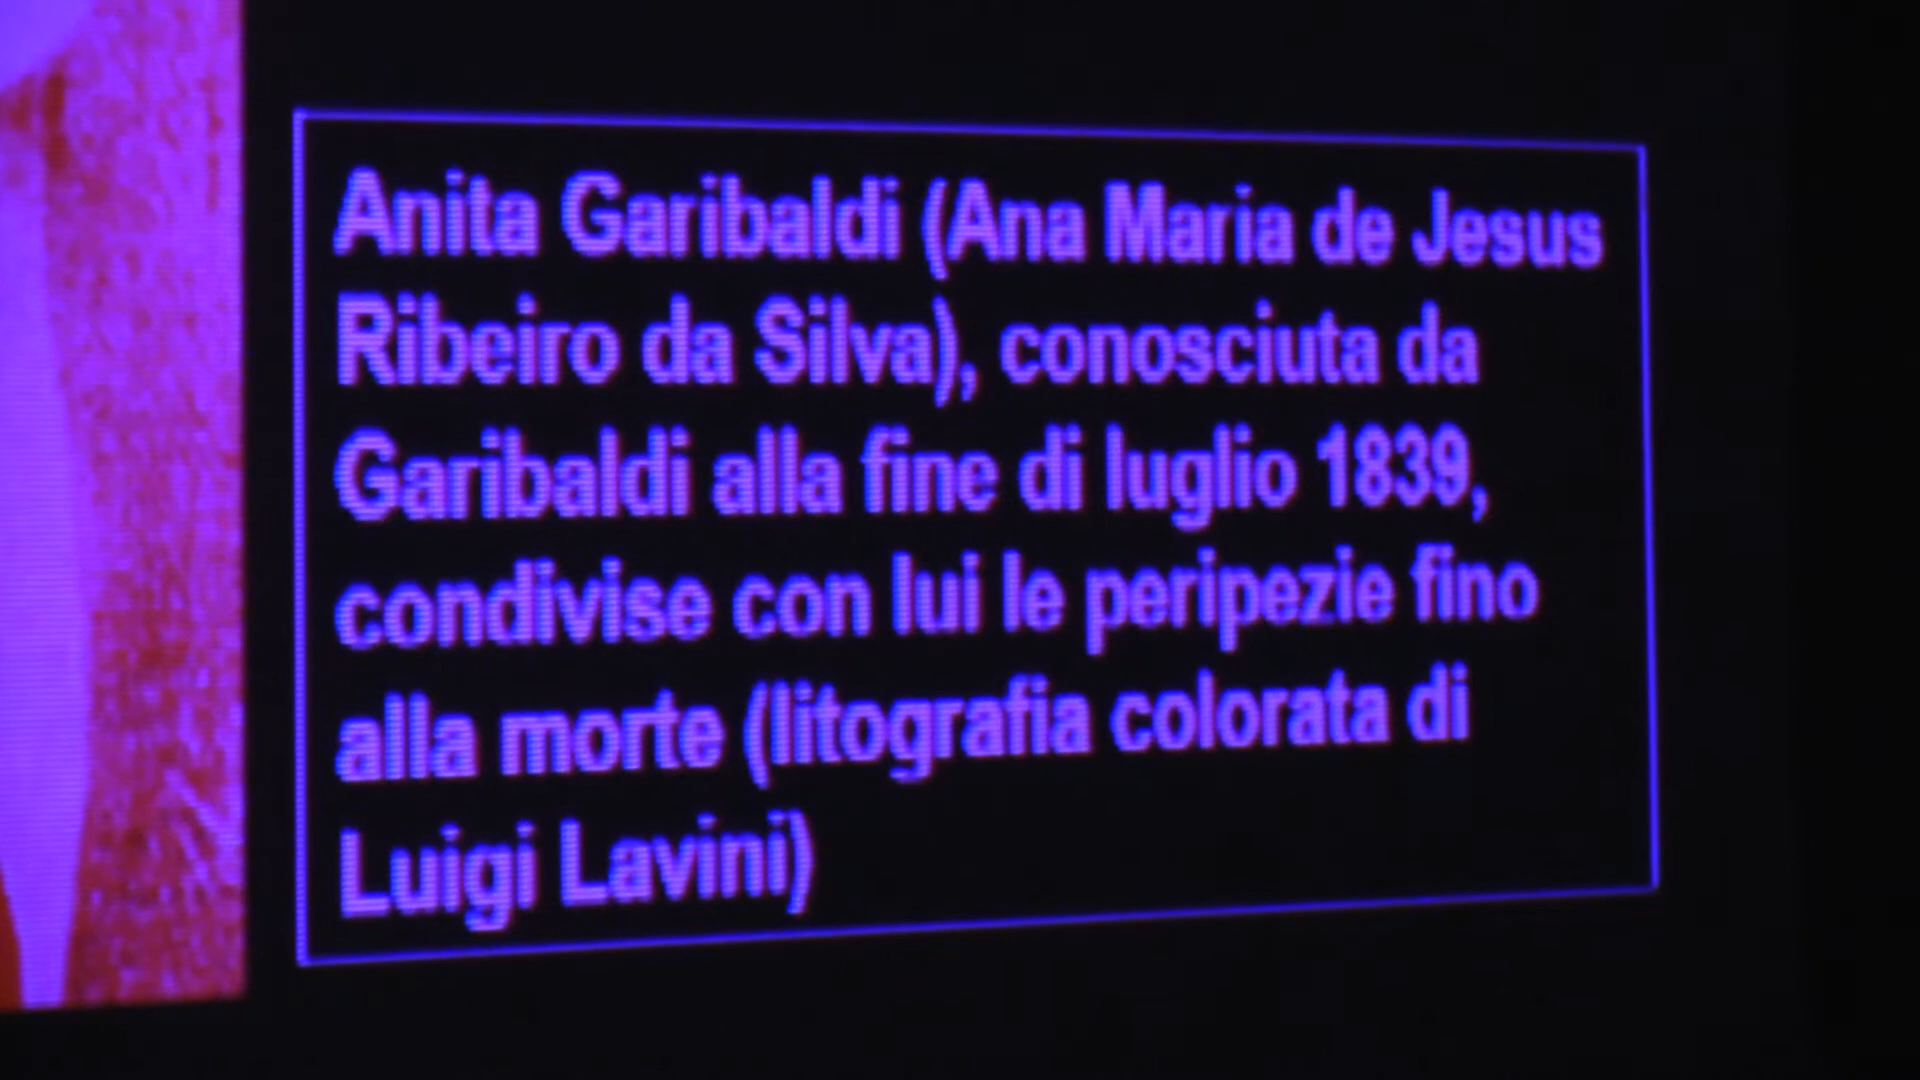 Anita Garibaldi (Ana Maria de Jesus
Ribeiro da Silva), conosciuta da
Garibaldi alla fine di luglio 1839,
condivise con lui le peripezie fino
alla morte (litografia colorata di
Luigi Lavini)